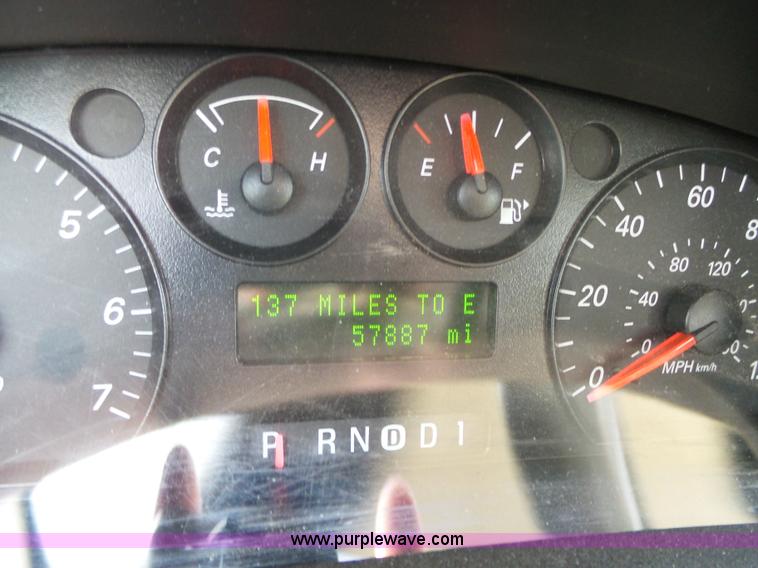 C H
E F
5
6
7
137 MILES TO E
57887 mi
P R N D D 1
0 20 40 60
40 80 120
MPH km/h
www.purplewave.com